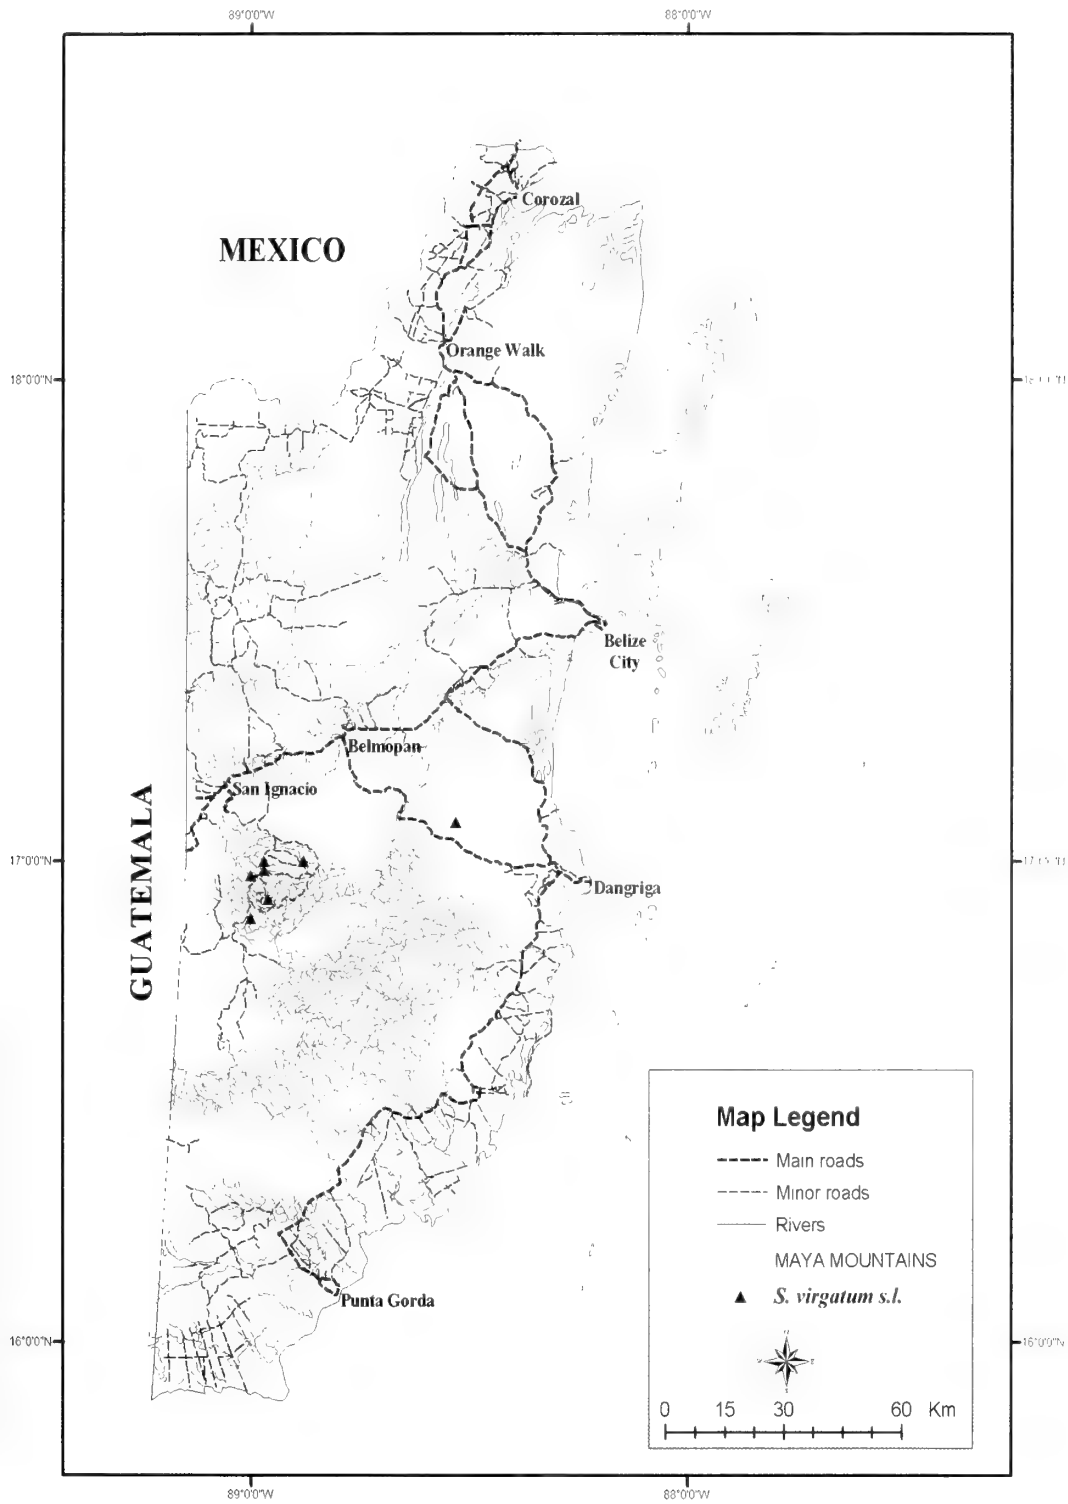 89°0'0"W 88°0'0"W
Corozal
MEXICO
Orange Walk
18°0'0"N
Belize
City
Belmopan
San Ignacio
GUATEMALA
17°0'0"N
Dangriga
Map Legend
Main roads
Minor roads
Rivers
MAYA MOUNTAINS
S. virgatum s.l.
Punta Gorda
16°0'0"N 16°0'0"N
0 15 30 60 Km
89°0'0"W 88°0'0"W